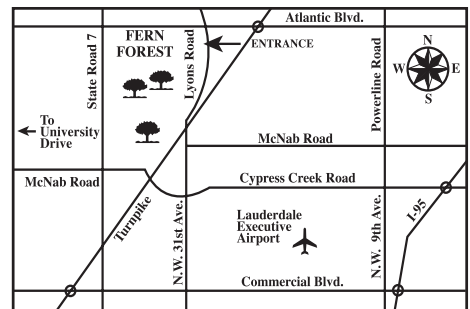 Atlantic Blvd.
FERN
FOREST
ENTRANCE
State Road 7
Lyons Road
Powerline Road
N
W E
S
To
University
Drive
McNab Road
McNab Road
Cypress Creek Road
Turnpike
N.W. 31st Ave.
Lauderdale
Executive
Airport
N.W. 9th Ave.
I-95
Commercial Blvd.